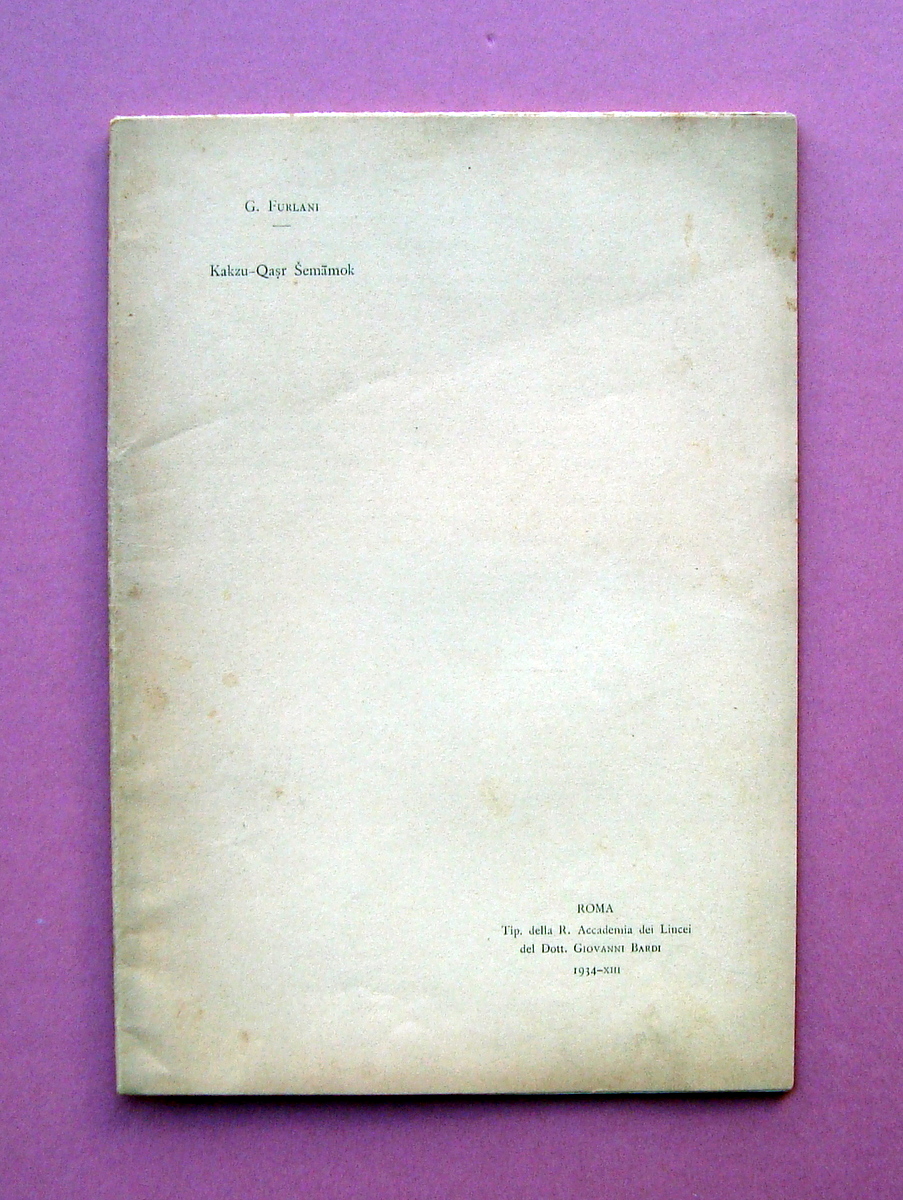 G. FURLANI
Kakzu-Qaṣr Šemāmok
ROMA
Tip. della R. Accademia dei Lincei
del Dott. GIOVANNI BARDI
1934-XIII